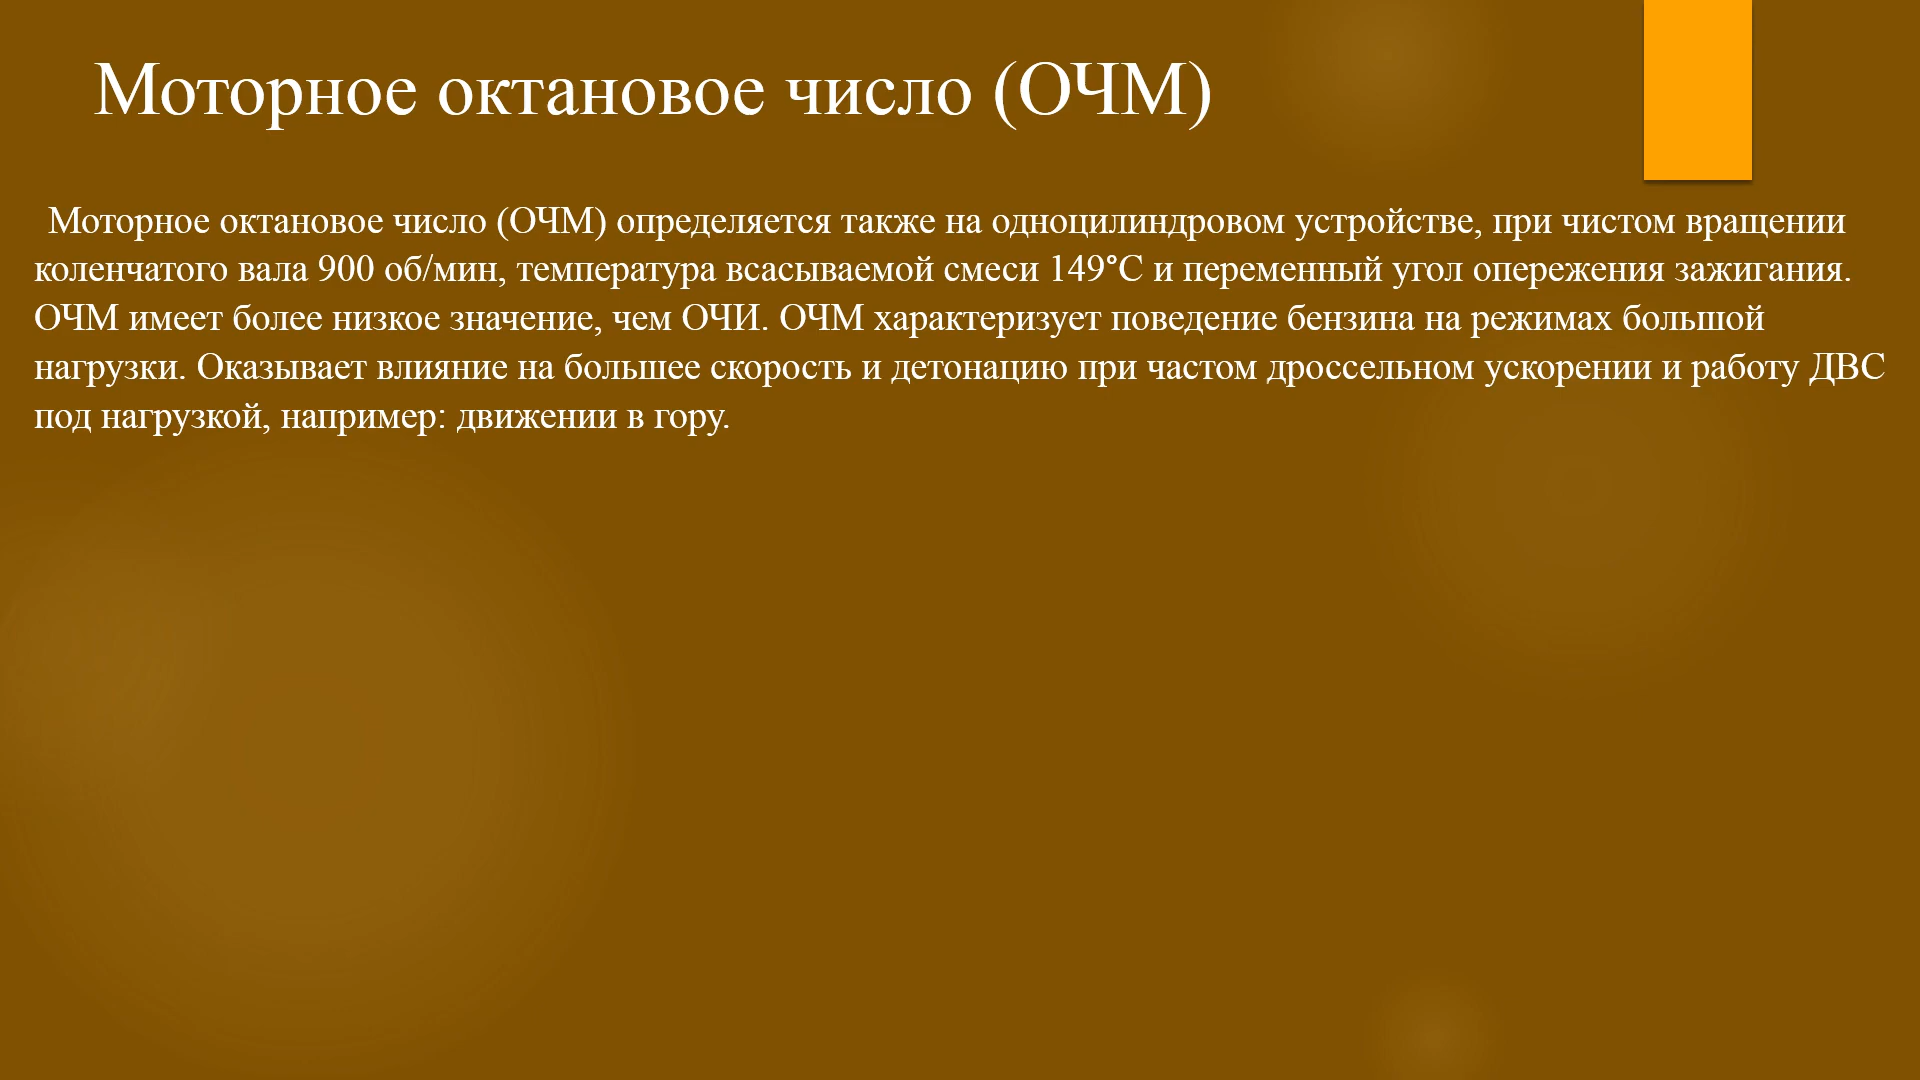 Моторное октановое число (ОЧМ)
Моторное октановое число (ОЧМ) определяется также на одноцилиндровом устройстве, при чистом вращении
коленчатого вала 900 об/мин, температура всасываемой смеси 149°С и переменный угол опережения зажигания.
ОЧМ имеет более низкое значение, чем ОЧИ. ОЧМ характеризует поведение бензина на режимах большой
нагрузки. Оказывает влияние на большее скорость и детонацию при частом дроссельном ускорении и работу ДВС
под нагрузкой, например: движении в гору.